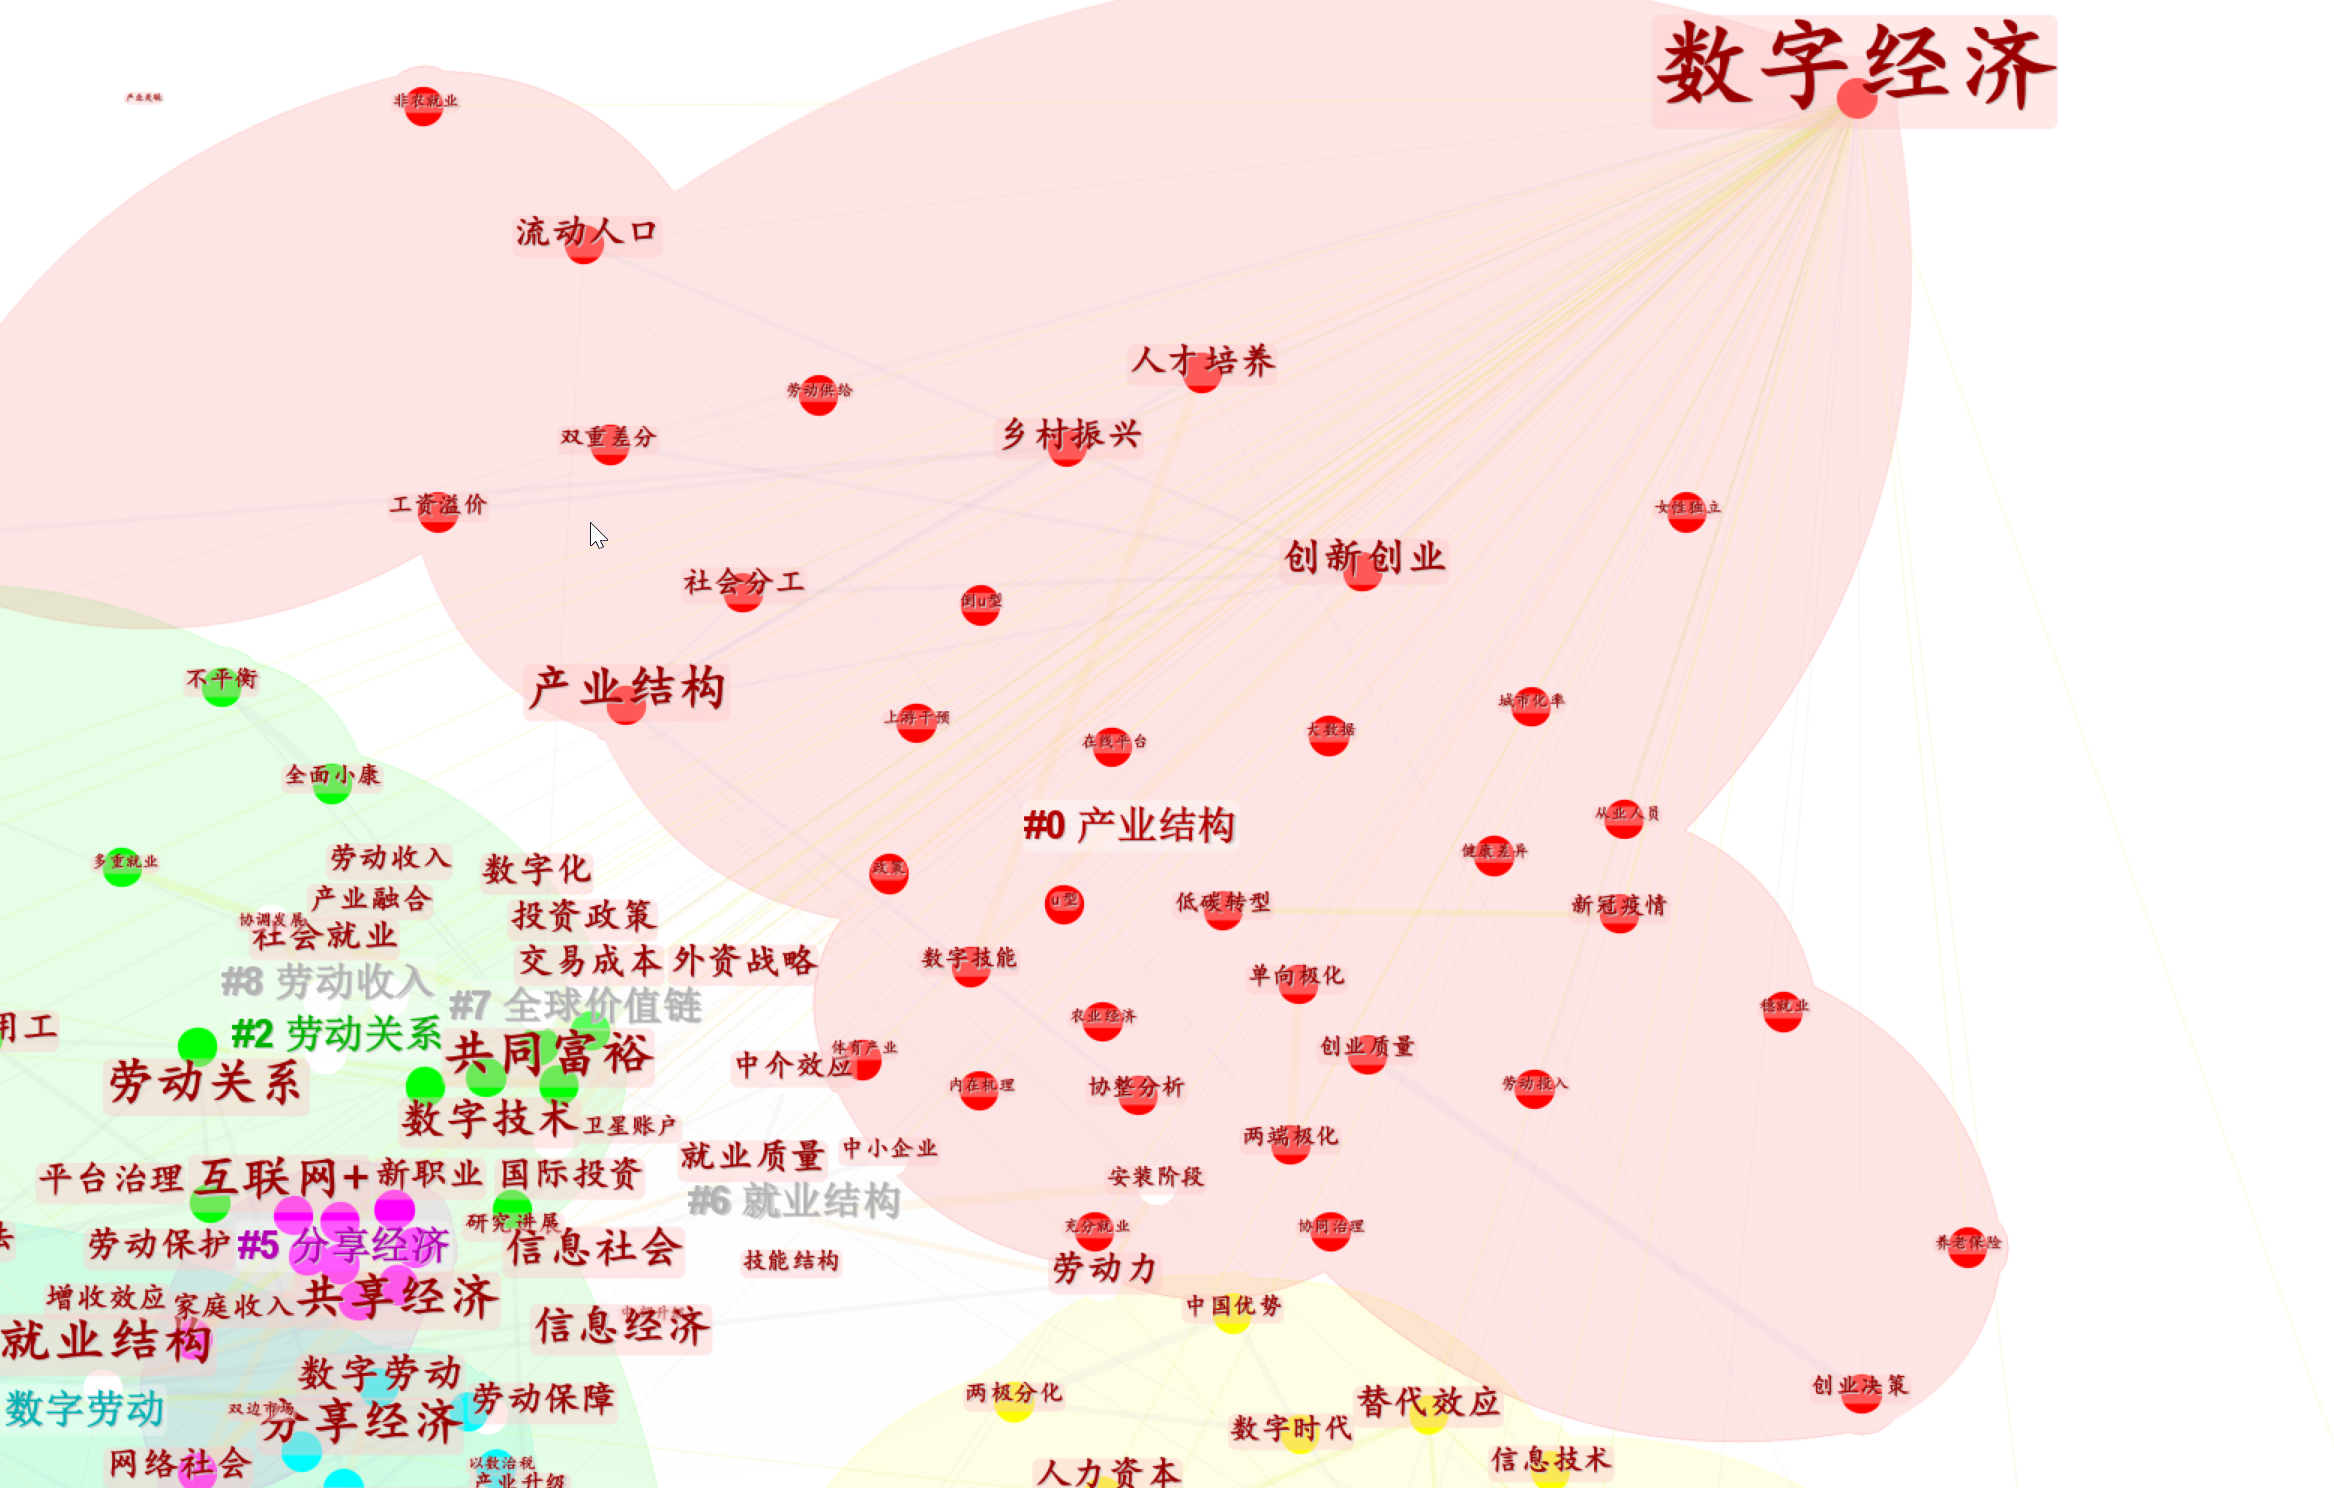 数字经济
产业关联
非农就业
流动人口
人才培养
劳动供给
双重差分
乡村振兴
工资溢价
女性独立
创新创业
社会分工
倒u型
不平衡
产业结构
城市化率
上游干预
大数据
在线平台
全面小康
#0 产业结构
从业人员
健康差异
劳动收入
多重就业
数字化
政策
产业融合
u型
低碳转型
新冠疫情
协调发展
投资政策
社会就业
交易成本
外资战略
数字技能
单向极化
#8 劳动收入
#7 全球价值链
稳就业
农业经济
用工
#2 劳动关系
共同富裕
体育产业
创业质量
中介效应
劳动关系
内在机理
协整分析
劳动投入
数字技术
卫星账户
两端极化
就业质量
中小企业
平台治理
互联网+
新职业
国际投资
安装阶段
#6 就业结构
研究进展
充分就业
协同治理
劳动保护
#5 分享经济
信息社会
养老保险
技能结构
劳动力
增收效应
家庭收入
共享经济
中国优势
信息经济
就业结构
数字劳动
两极分化
创业决策
劳动保障
替代效应
数字劳动
双边市场
分享经济
数字时代
网络社会
以数治税
信息技术
产业升级
人力资本